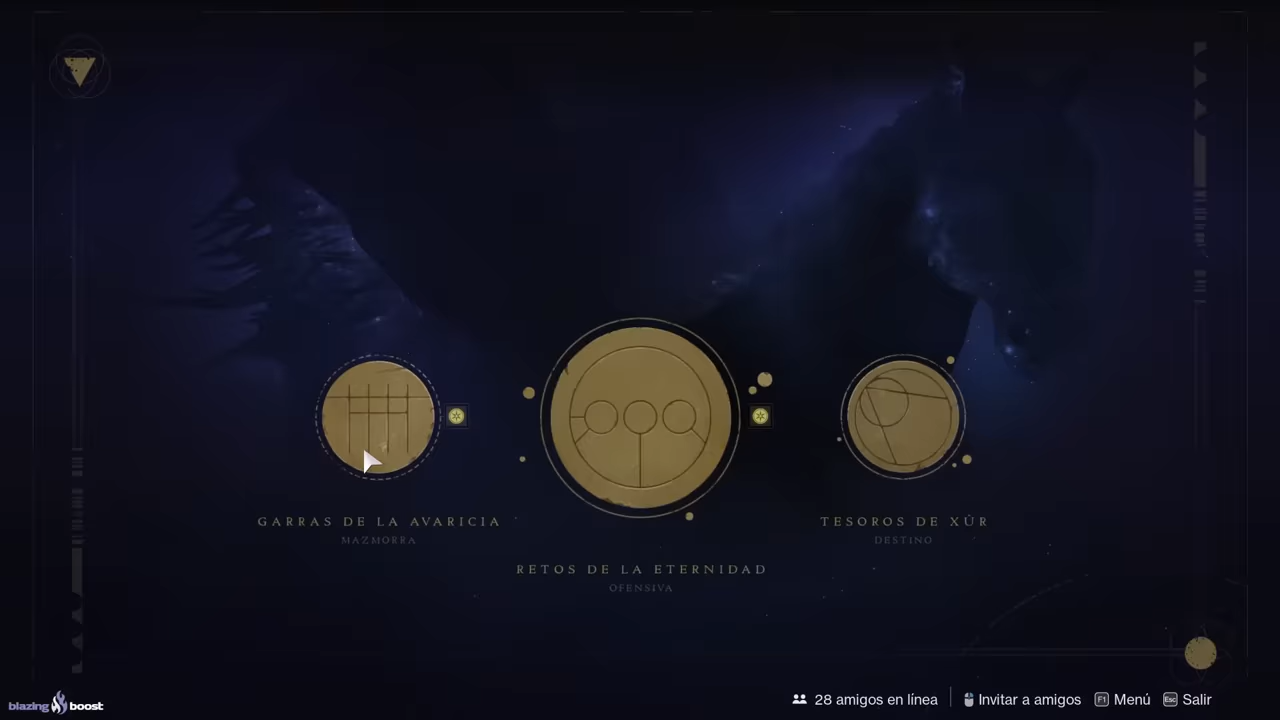 GARRAS DE LA AVARICIA
MAZMORRA
TESOROS DE XÛR
DESTINO
RETOS DE LA ETERNIDAD
OFENSIVA
blazing boost
28 amigos en línea
Invitar a amigos
F1 Menú
Esc Salir